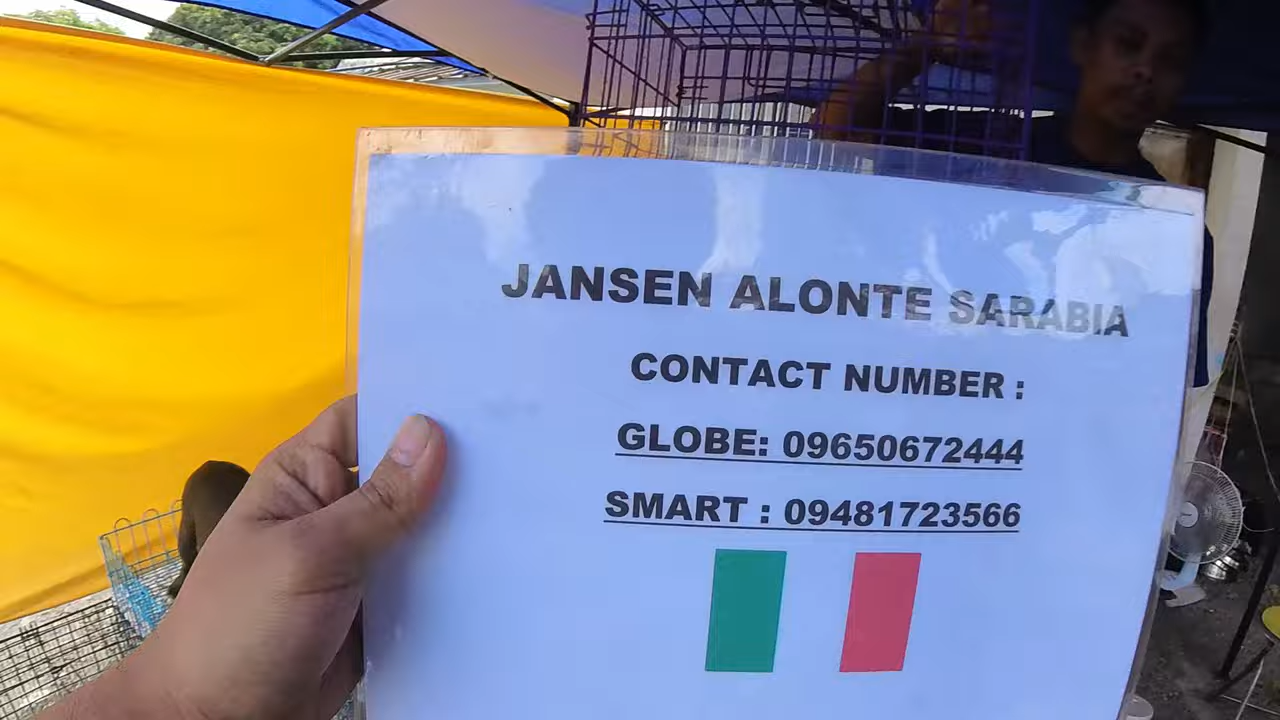 JANSEN ALONTE SARABIA
CONTACT NUMBER :
GLOBE: 09650672444
SMART : 09481723566